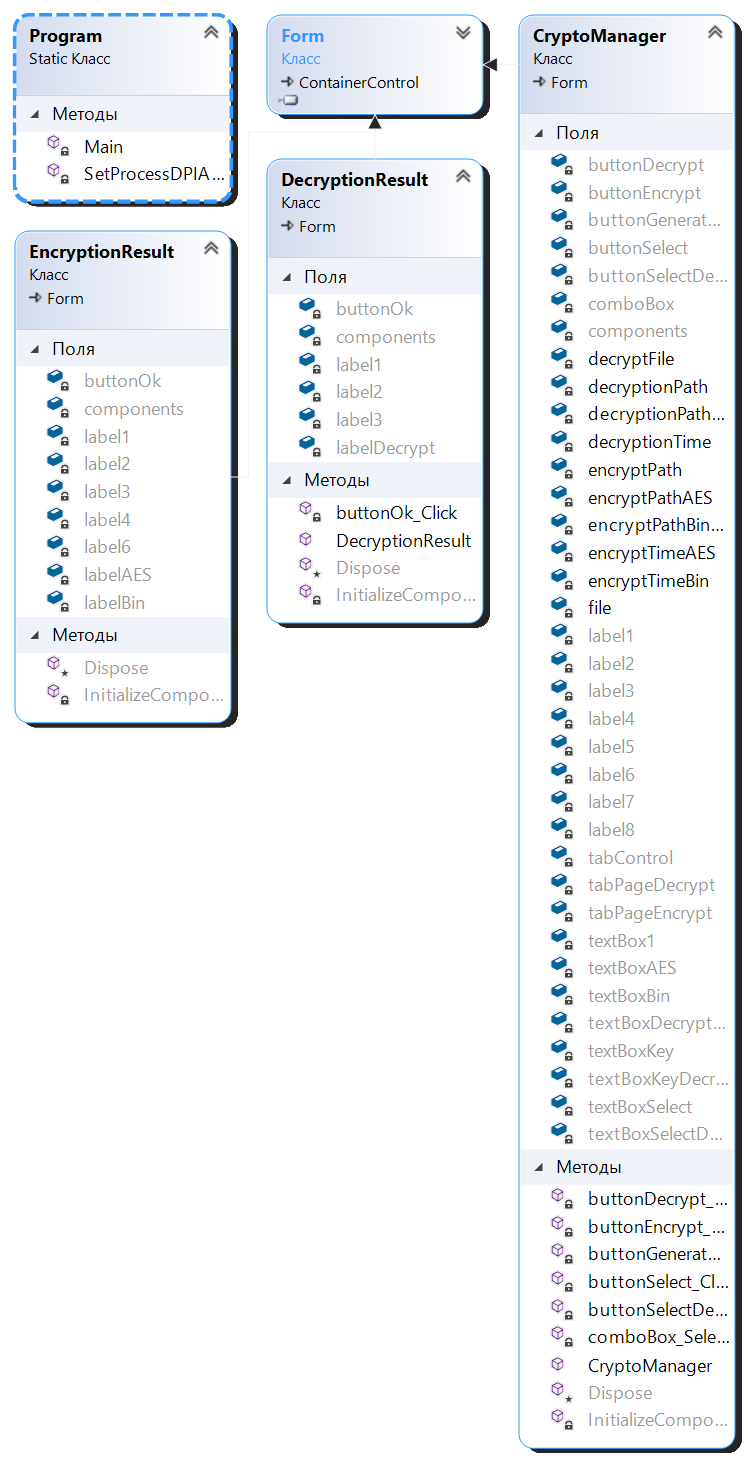 Program
Static Класс
Методы
Main
SetProcessDPIA...
EncryptionResult
Класс
Form
Поля
buttonOk
components
label1
label2
label3
label4
label6
labelAES
labelBin
Методы
Dispose
InitializeCompo...
Form
Класс
ContainerControl
DecryptionResult
Класс
Form
Поля
buttonOk
components
label1
label2
label3
labelDecrypt
Методы
buttonOk_Click
DecryptionResult
Dispose
InitializeCompo...
CryptoManager
Класс
Form
Поля
buttonDecrypt
buttonEncrypt
buttonGenerat...
buttonSelect
buttonSelectDe...
comboBox
components
decryptFile
decryptionPath
decryptionPath...
decryptionTime
encryptPath
encryptPathAES
encryptPathBin...
encryptTimeAES
encryptTimeBin
file
label1
label2
label3
label4
label5
label6
label7
label8
tabControl
tabPageDecrypt
tabPageEncrypt
textBox1
textBoxAES
textBoxBin
textBoxDecrypt...
textBoxKey
textBoxKeyDecr...
textBoxSelect
textBoxSelectD...
Методы
buttonDecrypt_...
buttonEncrypt_...
buttonGenerat...
buttonSelect_Cl...
buttonSelectDe...
comboBox_Sele...
CryptoManager
Dispose
InitializeCompo...